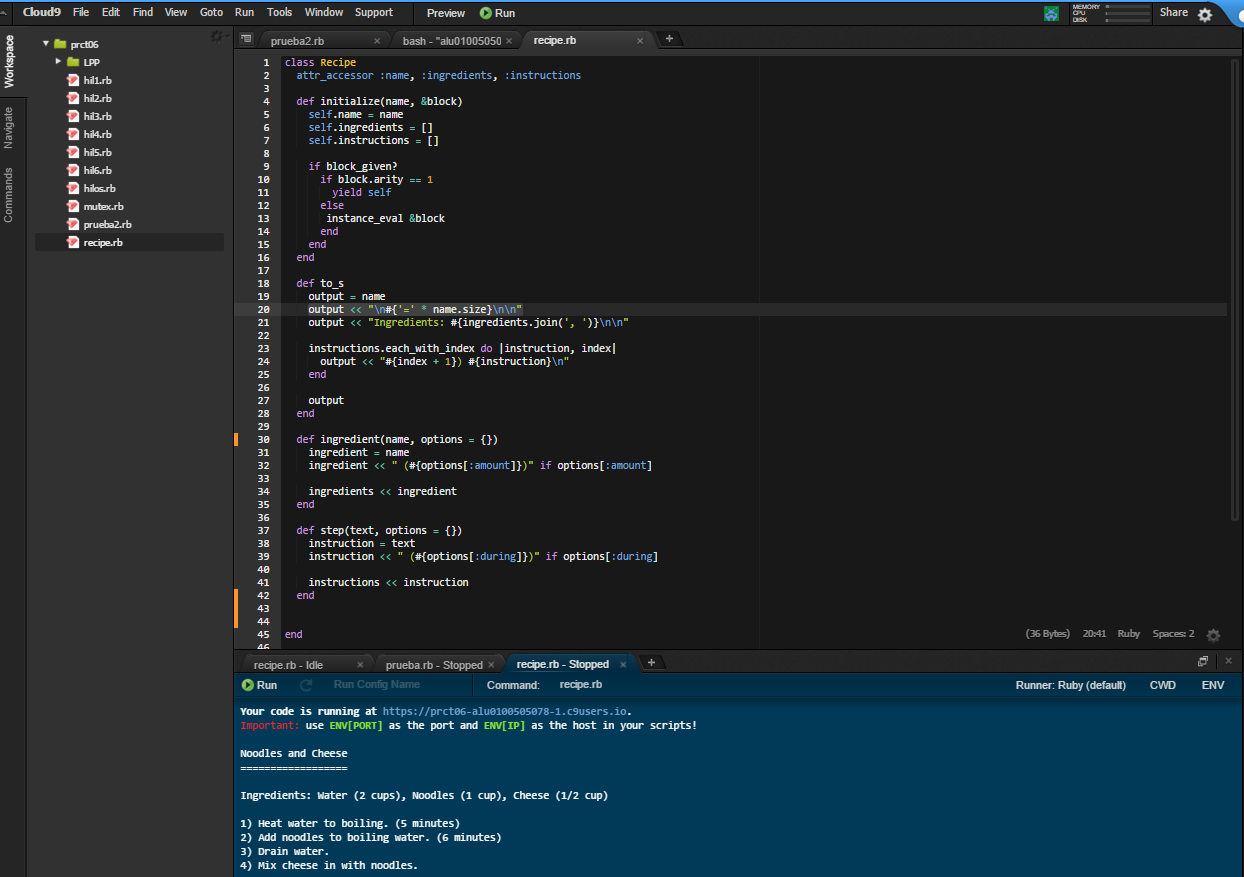 Cloud9 File Edit Find View Goto Run Tools Window Support Preview Run MEMORY CPU DISK Share
Workspace
Navigate
Commands
prct06
LPP
hil1.rb
hil2.rb
hil3.rb
hil4.rb
hil5.rb
hil6.rb
hilos.rb
mutex.rb
prueba2.rb
recipe.rb
prueba2.rb × bash - "alu01005050 × recipe.rb × +
1 class Recipe
2 attr_accessor :name, :ingredients, :instructions
3
4 def initialize(name, &block)
5 self.name = name
6 self.ingredients = []
7 self.instructions = []
8
9 if block_given?
10 if block.arity == 1
11 yield self
12 else
13 instance_eval &block
14 end
15 end
16 end
17
18 def to_s
19 output = name
20 output << "\n#{'=' * name.size}\n\n"
21 output << "Ingredients: #{ingredients.join(', ')}\n\n"
22
23 instructions.each_with_index do |instruction, index|
24 output << "#{index + 1}) #{instruction}\n"
25 end
26
27 output
28 end
29
30 def ingredient(name, options = {})
31 ingredient = name
32 ingredient << " (#{options[:amount]})" if options[:amount]
33
34 ingredients << ingredient
35 end
36
37 def step(text, options = {})
38 instruction = text
39 instruction << " (#{options[:during]})" if options[:during]
40
41 instructions << instruction
42 end
43
44
45 end
46
(36 Bytes) 20:41 Ruby Spaces: 2
recipe.rb - Idle × prueba.rb - Stopped × recipe.rb - Stopped × +
Run Run Config Name Command: recipe.rb Runner: Ruby (default) CWD ENV
Your code is running at https://prct06-alu0100505078-1.c9users.io.
Important: use ENV[PORT] as the port and ENV[IP] as the host in your scripts!
Noodles and Cheese
==================
Ingredients: Water (2 cups), Noodles (1 cup), Cheese (1/2 cup)
1) Heat water to boiling. (5 minutes)
2) Add noodles to boiling water. (6 minutes)
3) Drain water.
4) Mix cheese in with noodles.